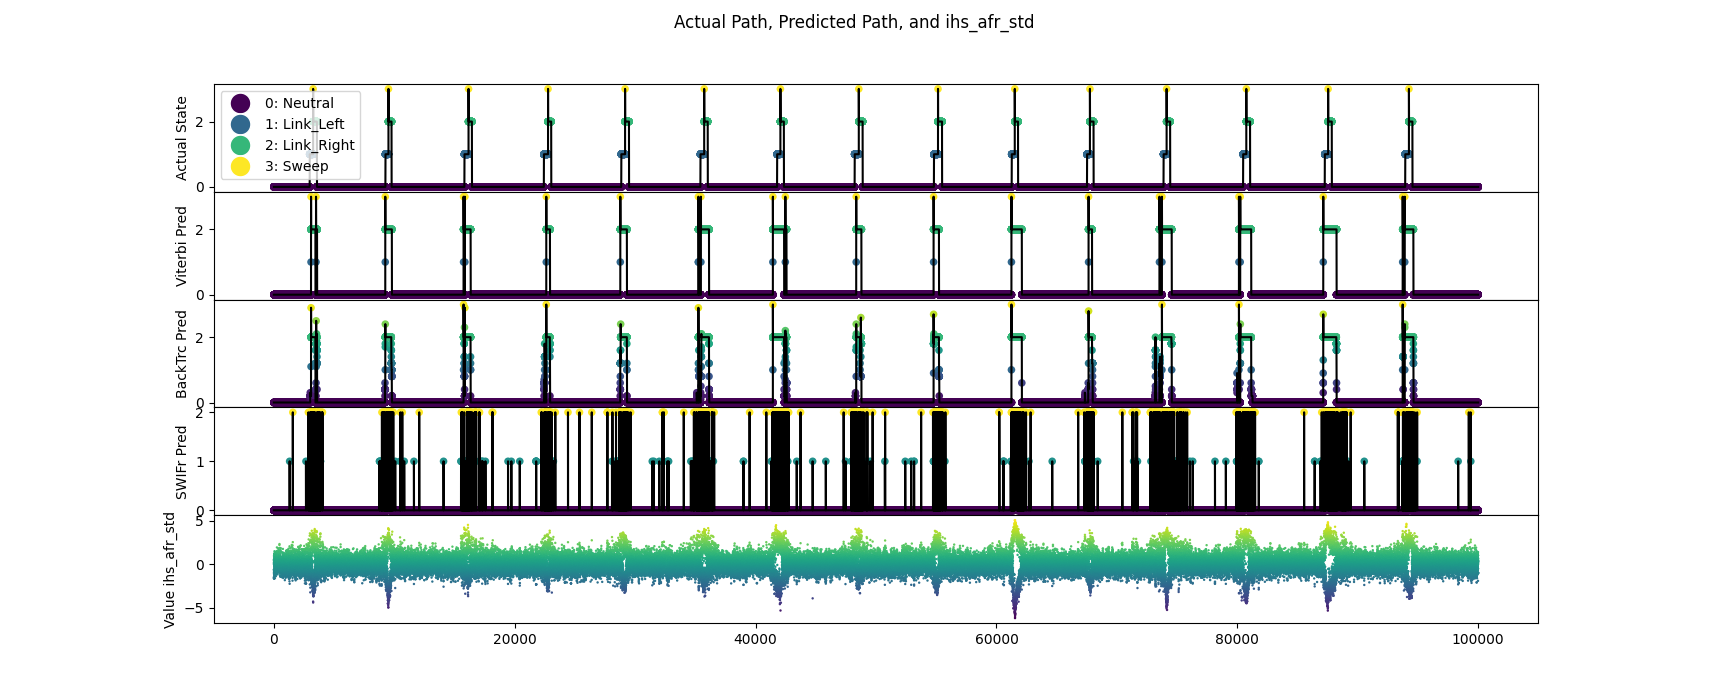 Actual Path, Predicted Path, and ihs_afr_std
Actual State
2
0
0: Neutral
1: Link_Left
2: Link_Right
3: Sweep
Viterbi Pred
2
0
BackTrc Pred
2
0
SWIFr Pred
2
1
0
Value ihs_afr_std
5
0
−5
0
20000
40000
60000
80000
100000